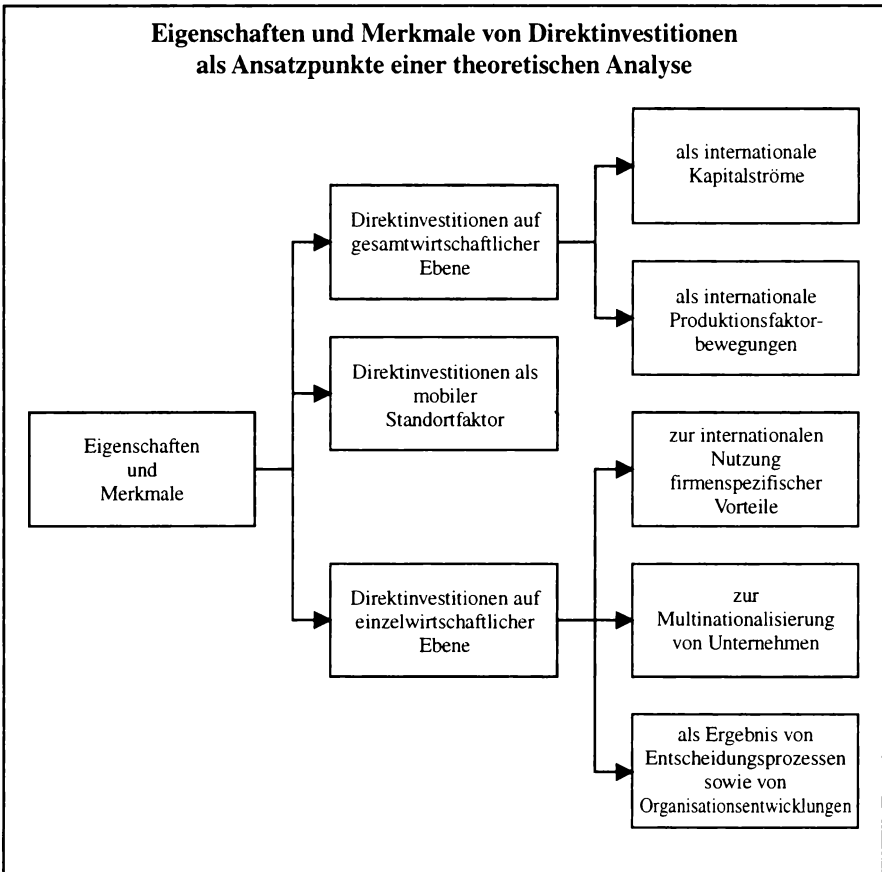 Eigenschaften und Merkmale von Direktinvestitionen
als Ansatzpunkte einer theoretischen Analyse
Eigenschaften
und
Merkmale
Direktinvestitionen auf
gesamtwirtschaftlicher
Ebene
als internationale
Kapitalströme
als internationale
Produktionsfaktor-
bewegungen
Direktinvestitionen als
mobiler
Standortfaktor
Direktinvestitionen auf
einzelwirtschaftlicher
Ebene
zur internationalen
Nutzung
firmenspezifischer
Vorteile
zur
Multinationalisierung
von Unternehmen
als Ergebnis von
Entscheidungsprozessen
sowie von
Organisationsentwicklungen